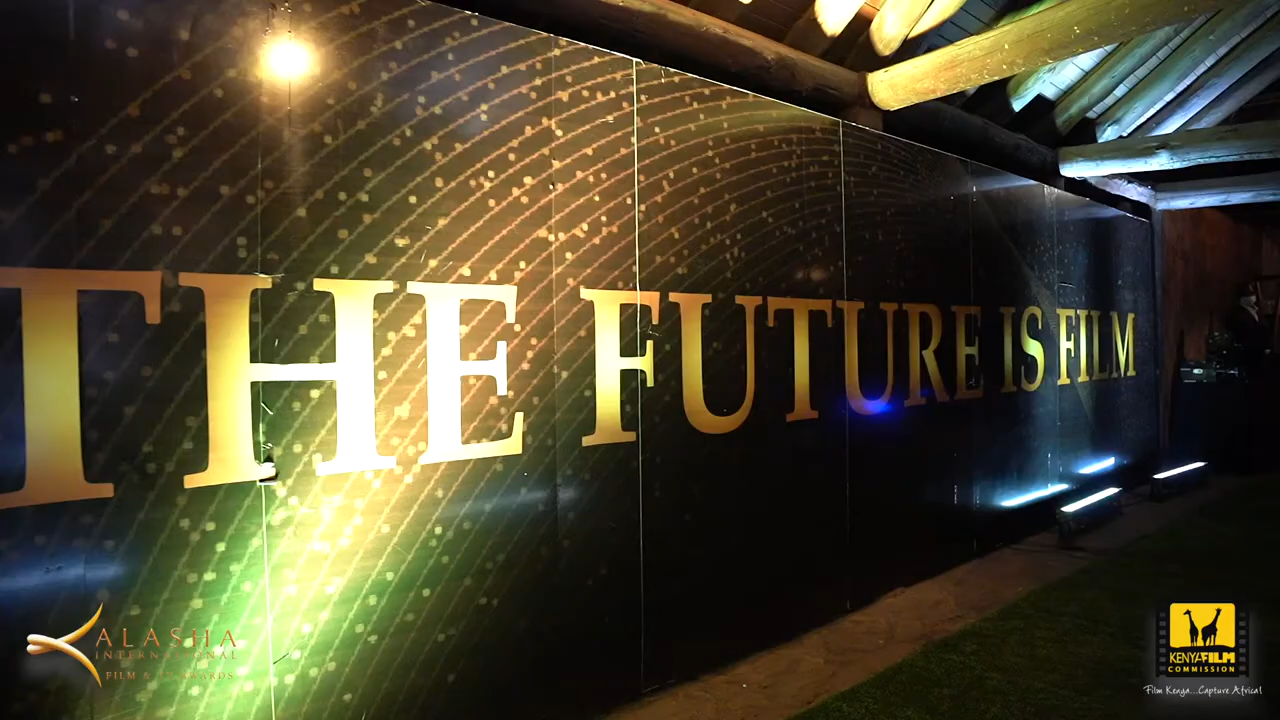 THE FUTURE IS FILM
KALASHA
INTERNATIONAL
FILM & TV AWARDS
KENYA FILM
COMMISSION
Film Kenya...Capture Africa!